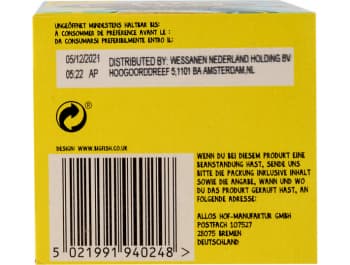 UNGEÖFFNET MINDESTENS HALTBAR BIS:
A CONSOMMER DE PRÉFÉRENCE AVANT LE :
DA CONSUMARSI PREFERIBILMENTE ENTRO IL:
05/12/2021
05:22 AP
DISTRIBUTED BY: WESSANEN NEDERLAND HOLDING BV
HOOGOORDDREEF 5,1101 BA AMSTERDAM,NL
DESIGN: WWW.BIGFISH.CO.UK
5 021991 940248 >
WENN DU BEI DIESEM PRODUKT EINE
BEANSTANDUNG HAST, SENDE UNS
BITTE DIE PACKUNG INKLUSIVE INHALT
SOWIE DIE ANGABE, WANN UND WO
DU DAS PRODUKT GEKAUFT HAST, AN
FOLGENDE ADRESSE:
ALLOS HOF-MANUFAKTUR GMBH
POSTFACH 107527
28075 BREMEN
DEUTSCHLAND